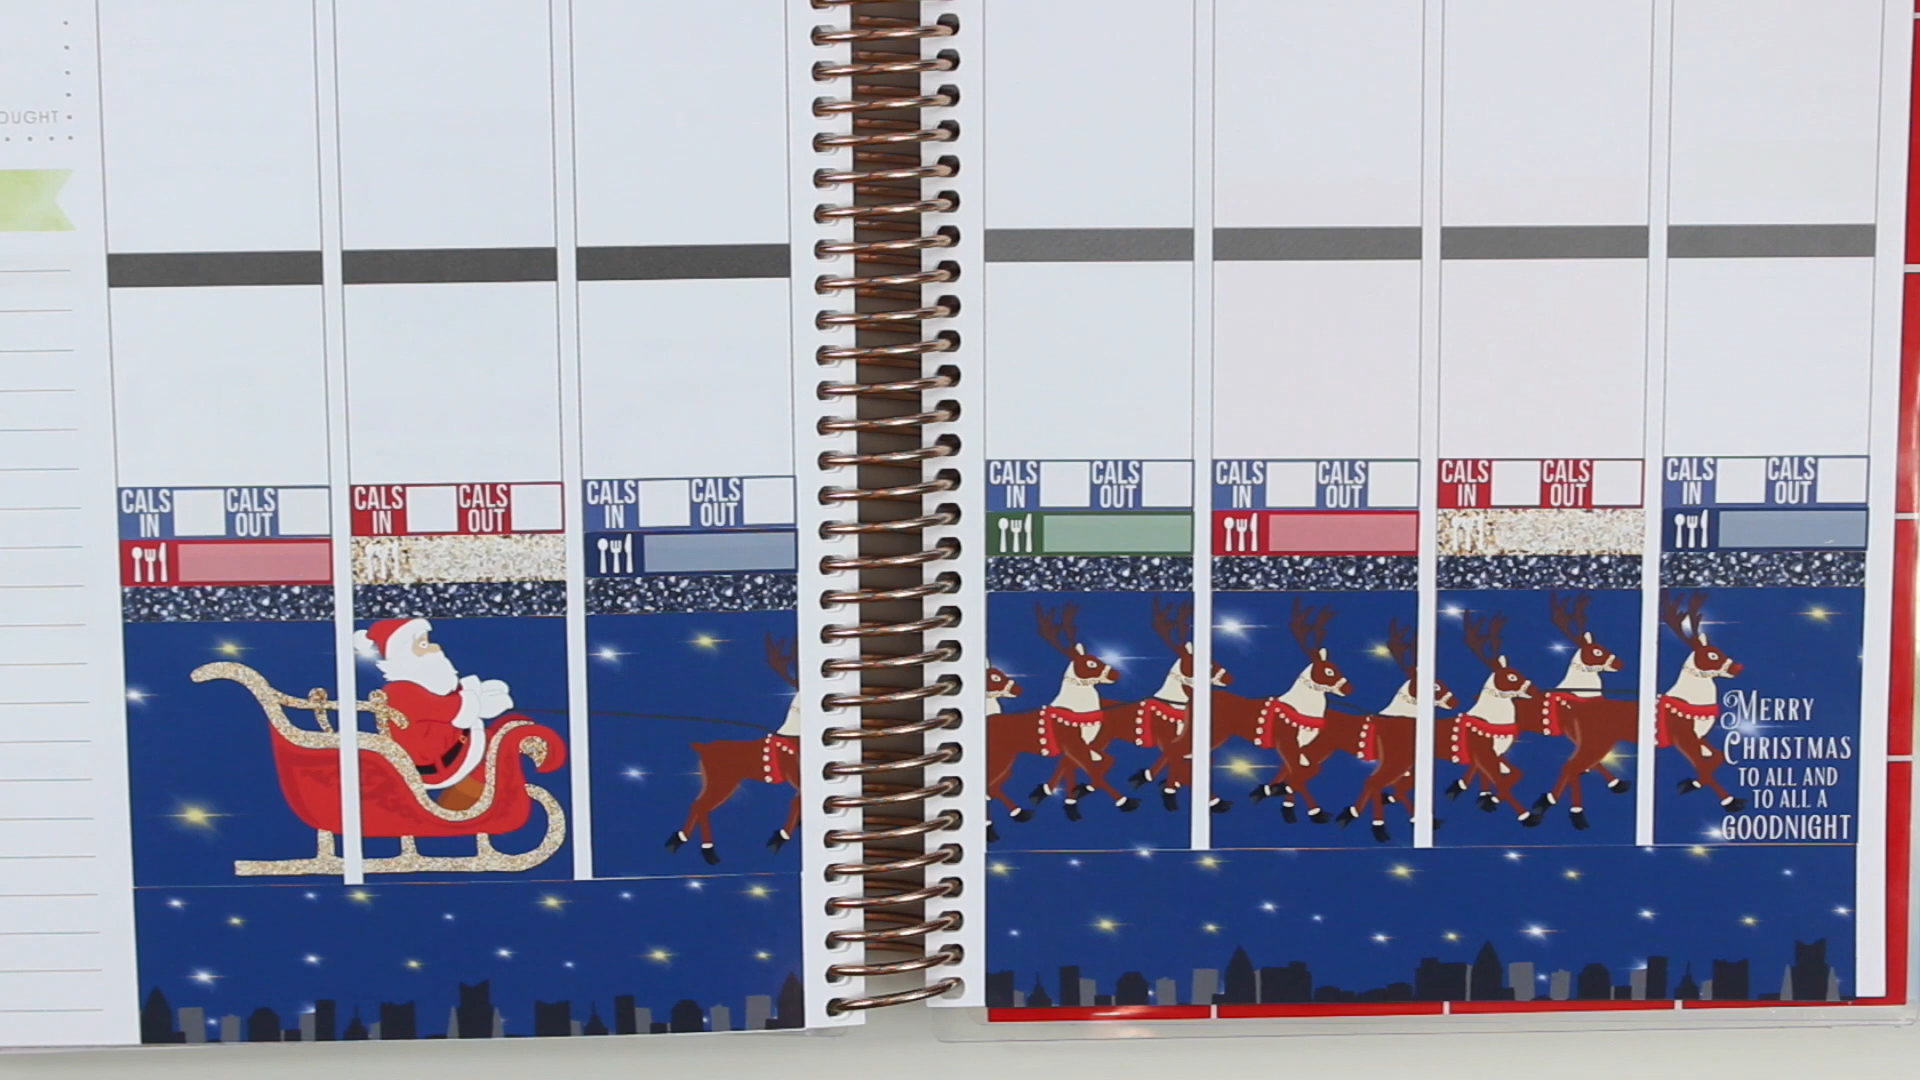 OUGHT
CALS IN CALS OUT
CALS IN CALS OUT
CALS IN CALS OUT
CALS IN CALS OUT
CALS IN CALS OUT
CALS IN CALS OUT
CALS IN CALS OUT
MERRY
CHRISTMAS
TO ALL AND
TO ALL A
GOODNIGHT